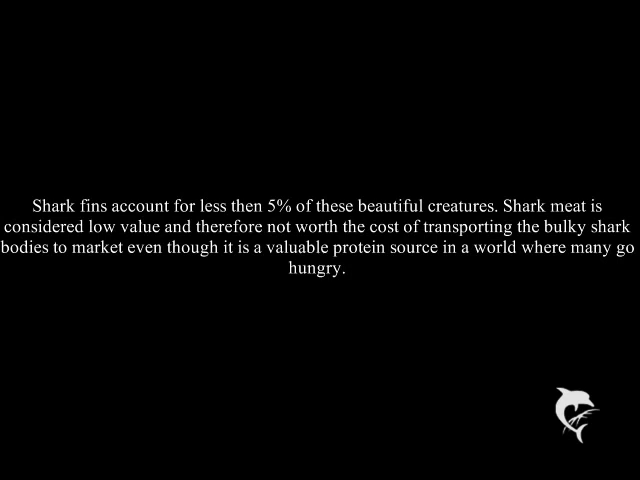 Shark fins account for less then 5% of these beautiful creatures. Shark meat is
considered low value and therefore not worth the cost of transporting the bulky shark
bodies to market even though it is a valuable protein source in a world where many go
hungry.